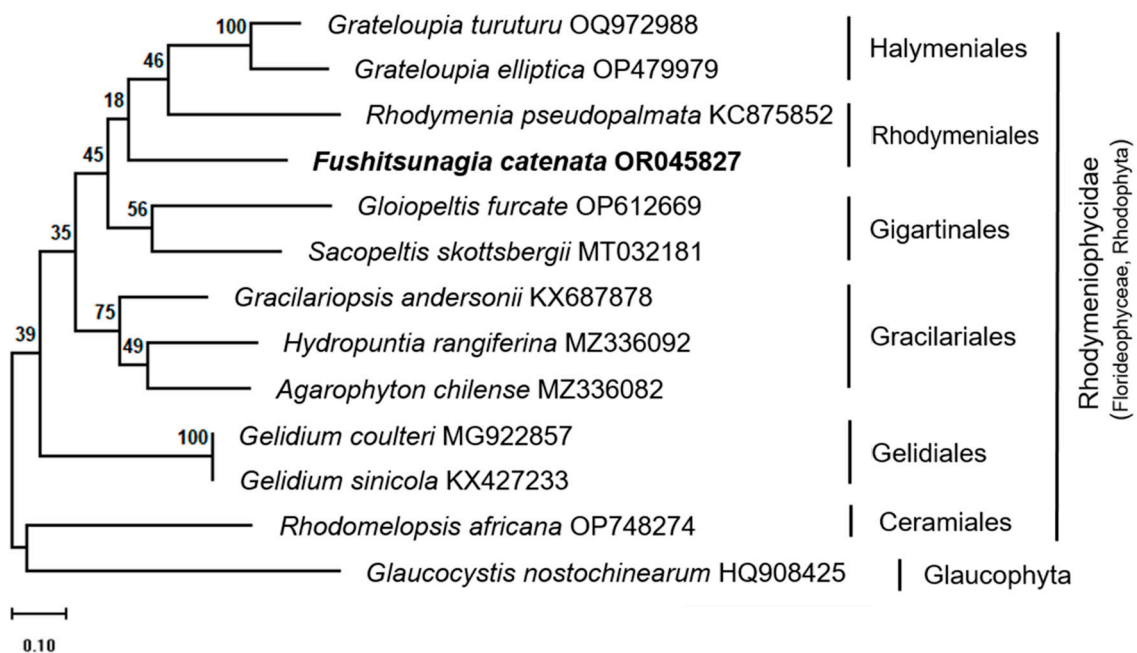 100
Grateloupia turuturu OQ972988
Halymeniales
46
Grateloupia elliptica OP479979
18
Rhodymenia pseudopalmata KC875852
Rhodymeniales
45
Fushitsunagia catenata OR045827
56
Gloiopeltis furcate OP612669
Gigartinales
35
Sacopeltis skottsbergii MT032181
75
Gracilariopsis andersonii KX687878
Gracilariales
39
49
Hydropuntia rangiferina MZ336092
Agarophyton chilense MZ336082
100
Gelidium coulteri MG922857
Gelidiales
Gelidium sinicola KX427233
Rhodomelopsis africana OP748274
Ceramiales
Glaucocystis nostochinearum HQ908425
Glaucophyta
Rhodymeniophycidae
(Florideophyceae, Rhodophyta)
0.10